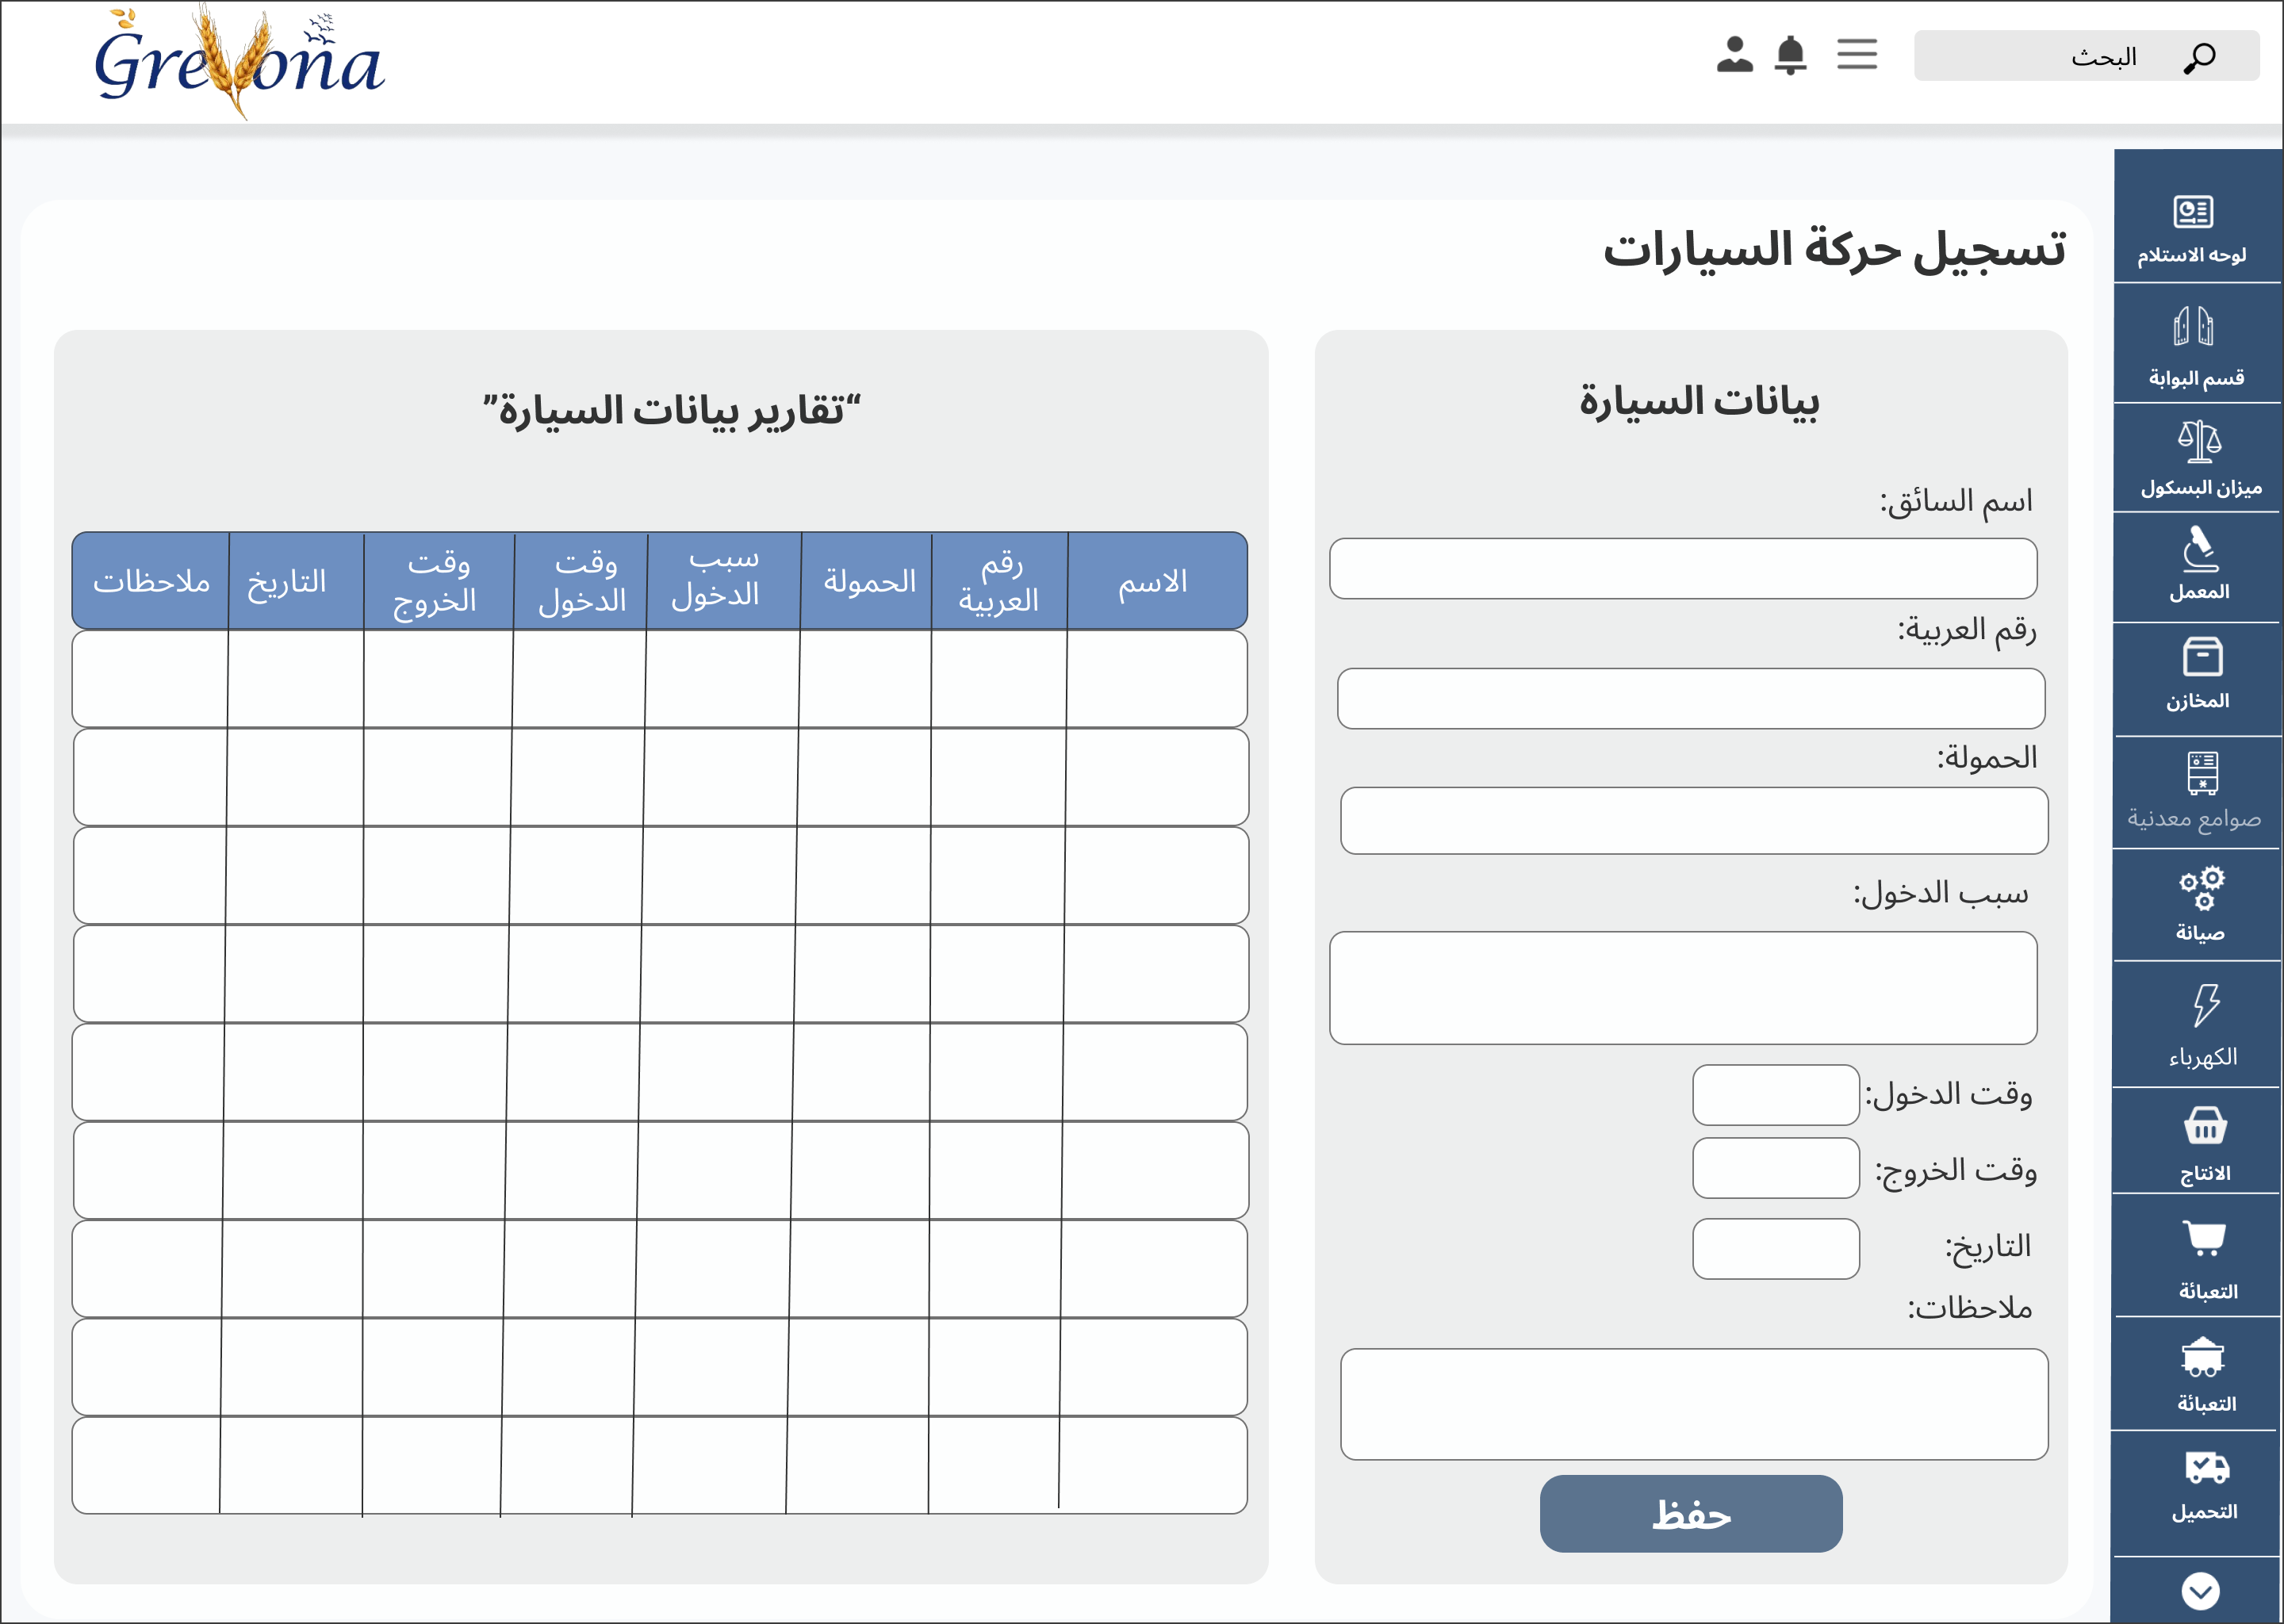 Grevona
البحث
لوحه الاستلام
قسم البوابة
ميزان البسكول
المعمل
المخازن
صوامع معدنية
صيانة
الكهرباء
الانتاج
التعبائة
التعبائة
التحميل
تسجيل حركة السيارات
بيانات السيارة
اسم السائق:
رقم العربية:
الحمولة:
سبب الدخول:
وقت الدخول:
وقت الخروج:
التاريخ:
ملاحظات:
حفظ
“تقارير بيانات السيارة”
الاسم
رقم
العربية
الحمولة
سبب
الدخول
وقت
الدخول
وقت
الخروج
التاريخ
ملاحظات